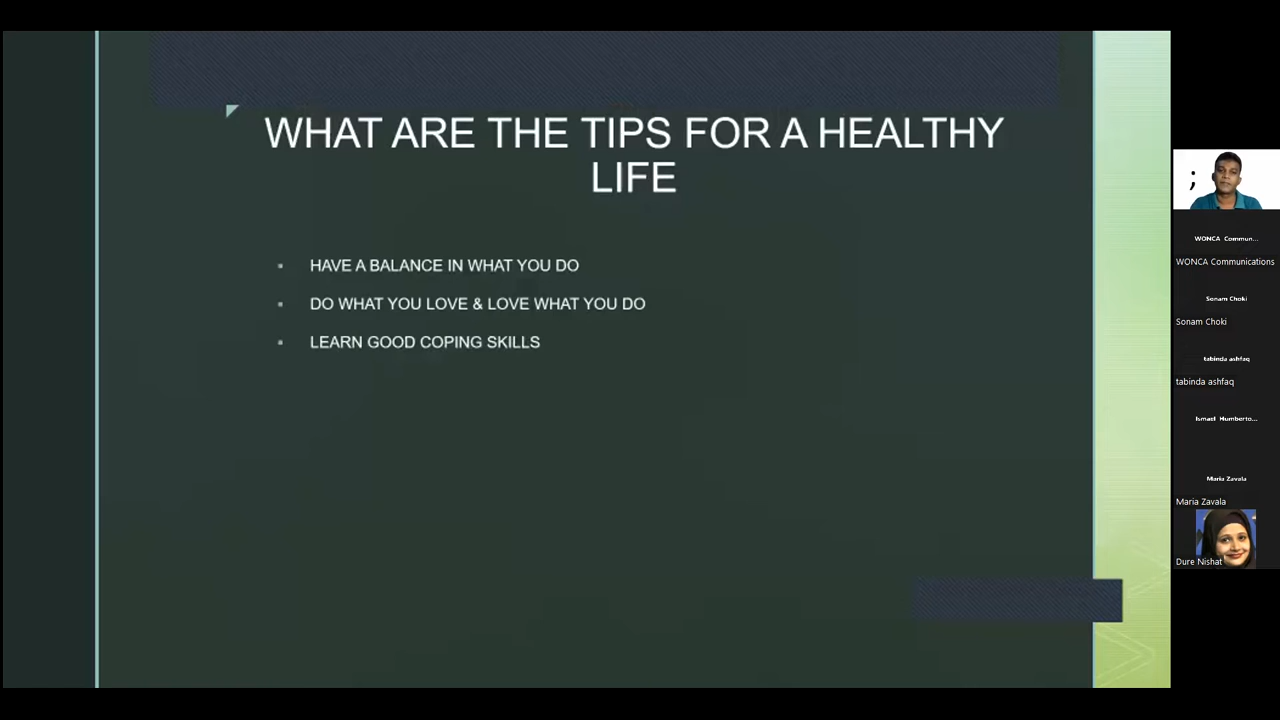 WHAT ARE THE TIPS FOR A HEALTHY
LIFE
▪ HAVE A BALANCE IN WHAT YOU DO
▪ DO WHAT YOU LOVE & LOVE WHAT YOU DO
▪ LEARN GOOD COPING SKILLS
;
WONCA Commun...
WONCA Communications
Sonam Choki
Sonam Choki
tabinda ashfaq
tabinda ashfaq
Ismael Humberto...
Maria Zavala
Maria Zavala
Dure Nishat